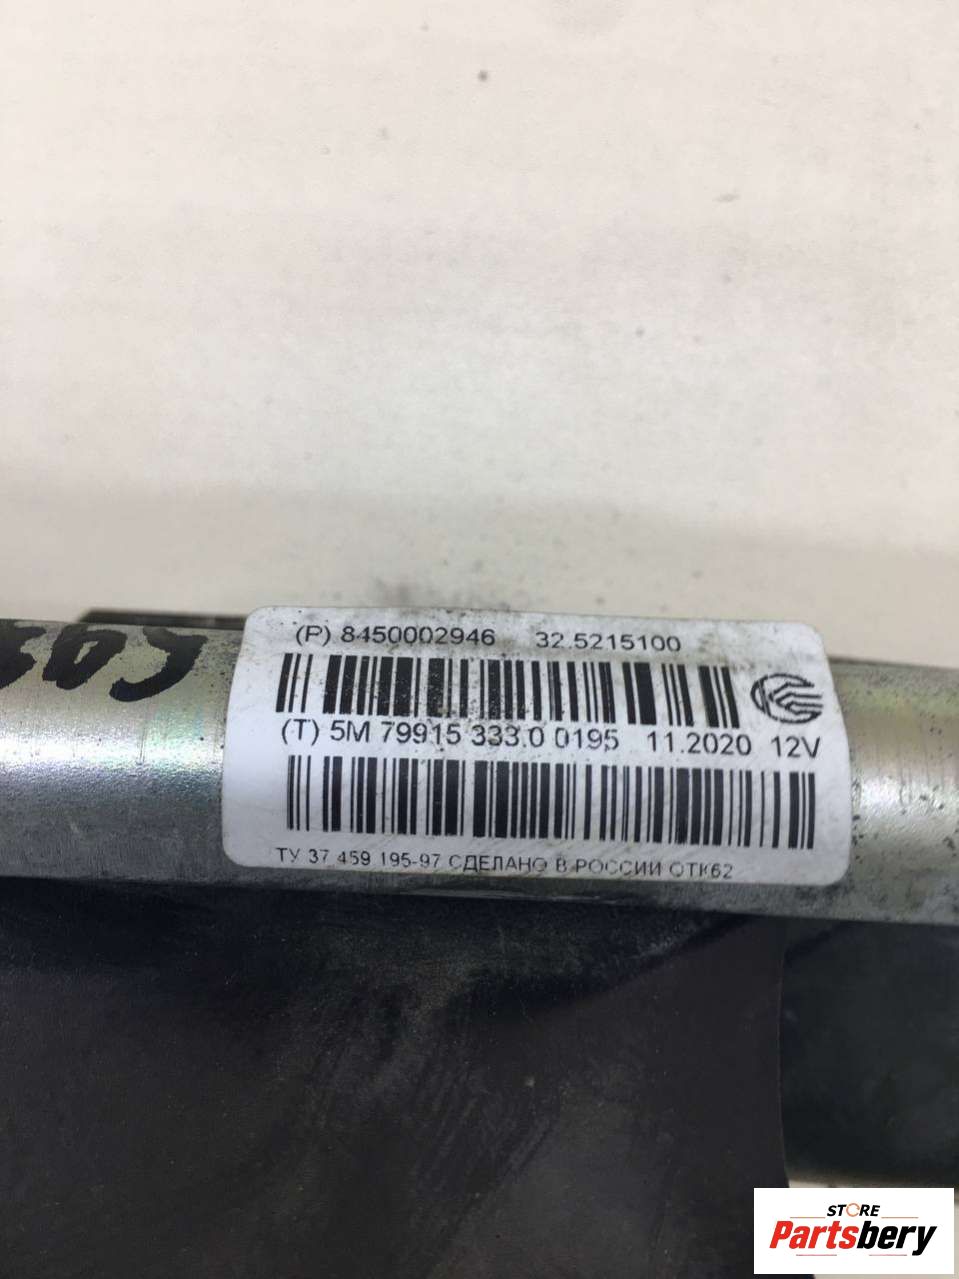 (P) 8450002946 32.5215100
(T) 5M 79915 333.0 0195 11.2020 12V
ТУ 37 459 195-97 СДЕЛАНО В РОССИИ ОТК62
STORE
Partsbery